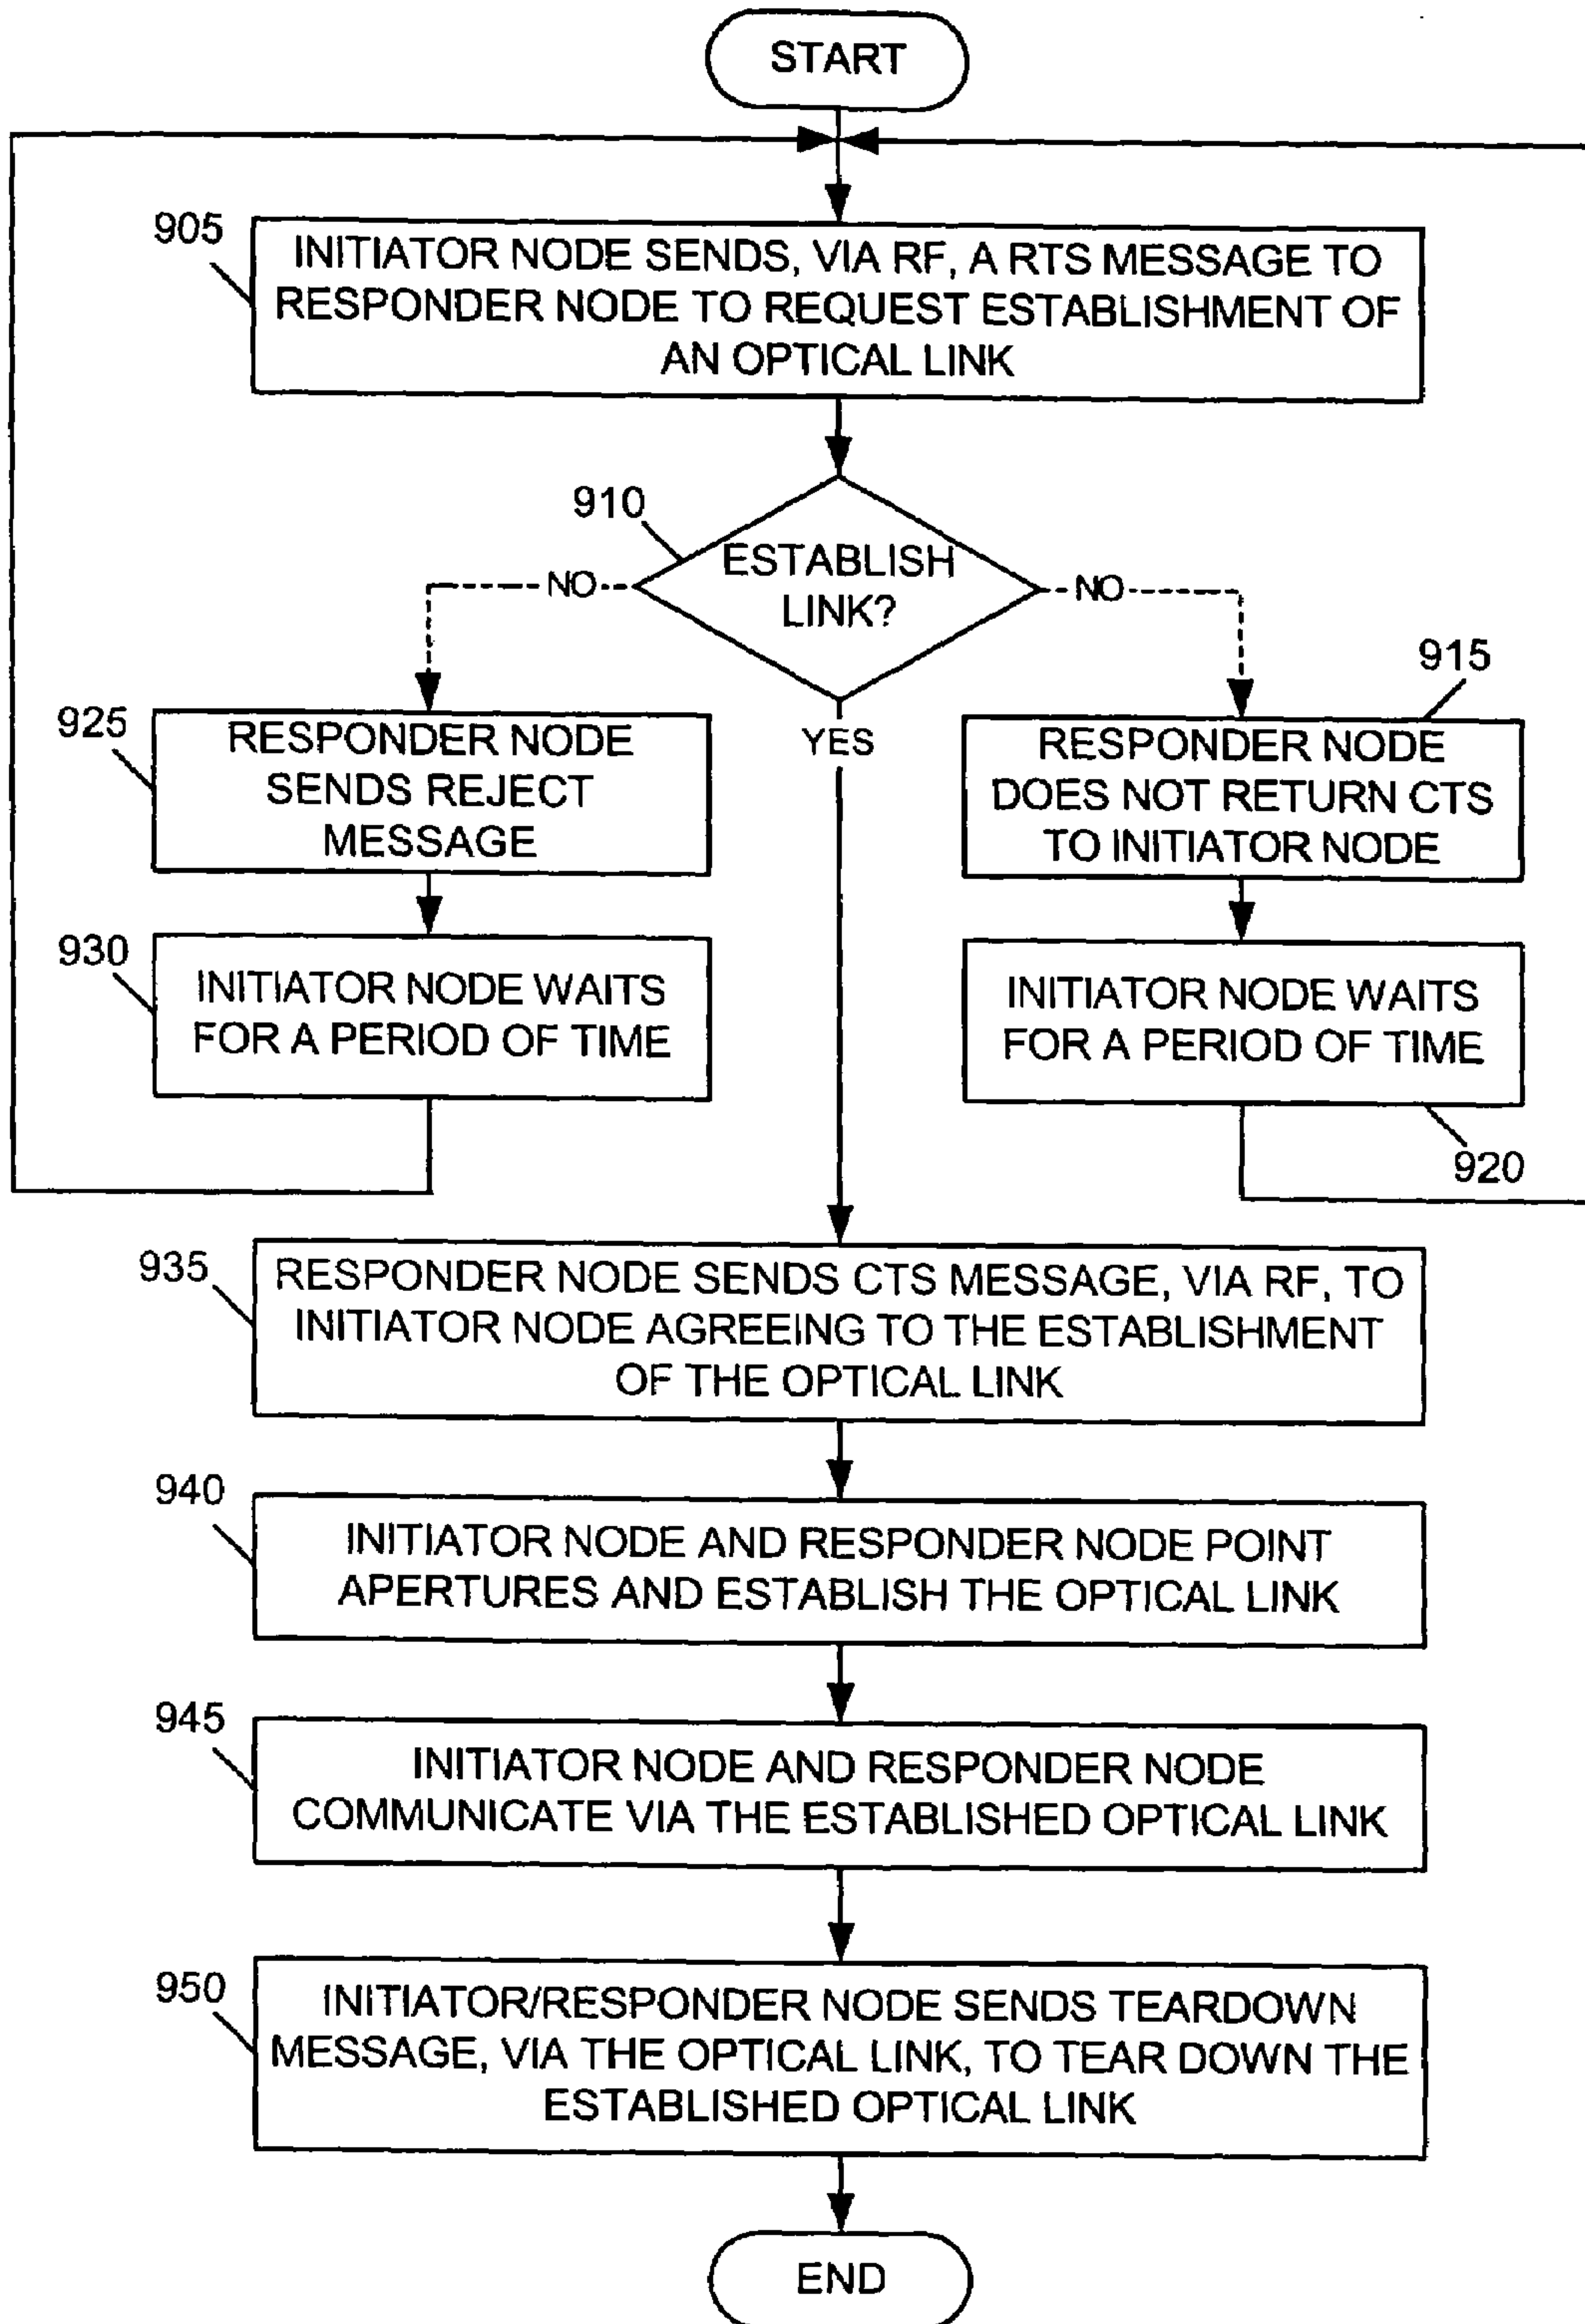 START
905
INITIATOR NODE SENDS, VIA RF, A RTS MESSAGE TO
RESPONDER NODE TO REQUEST ESTABLISHMENT OF
AN OPTICAL LINK
910
ESTABLISH
LINK?
NO
NO
YES
925
RESPONDER NODE
SENDS REJECT
MESSAGE
915
RESPONDER NODE
DOES NOT RETURN CTS
TO INITIATOR NODE
930
INITIATOR NODE WAITS
FOR A PERIOD OF TIME
INITIATOR NODE WAITS
FOR A PERIOD OF TIME
920
935
RESPONDER NODE SENDS CTS MESSAGE, VIA RF, TO
INITIATOR NODE AGREEING TO THE ESTABLISHMENT
OF THE OPTICAL LINK
940
INITIATOR NODE AND RESPONDER NODE POINT
APERTURES AND ESTABLISH THE OPTICAL LINK
945
INITIATOR NODE AND RESPONDER NODE
COMMUNICATE VIA THE ESTABLISHED OPTICAL LINK
950
INITIATOR/RESPONDER NODE SENDS TEARDOWN
MESSAGE, VIA THE OPTICAL LINK, TO TEAR DOWN THE
ESTABLISHED OPTICAL LINK
END